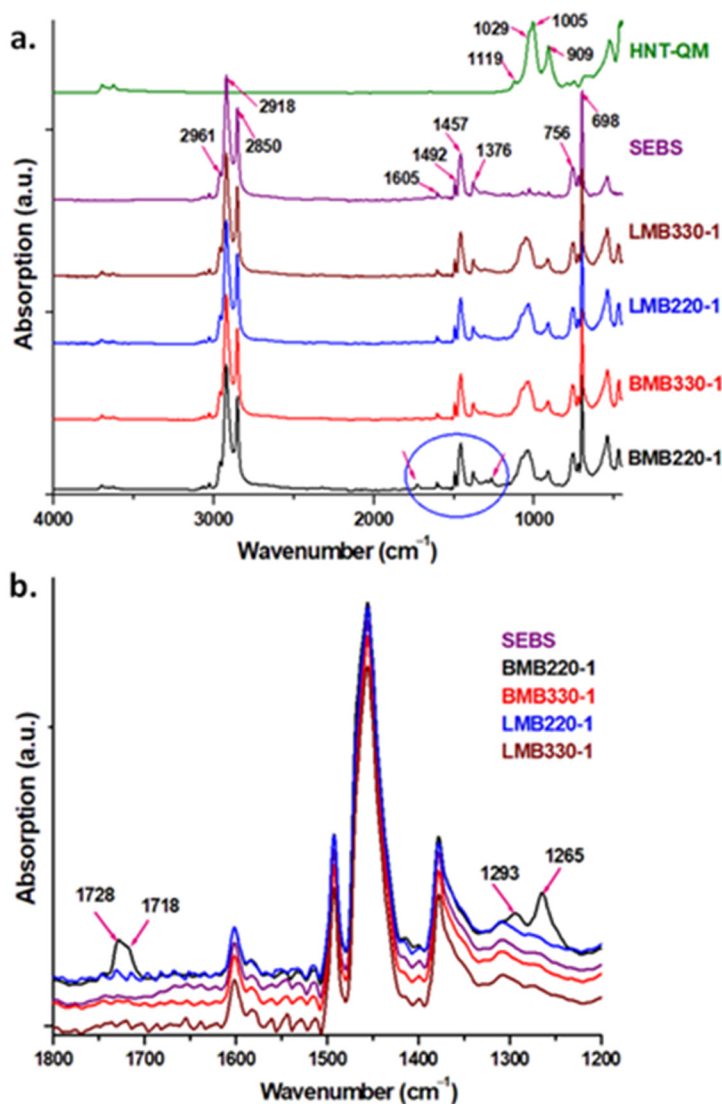 a.
1005
1029
HNT-QM
1119
909
2918
698
1457
2961
2850
1492
1376
756
SEBS
1605
LMB330-1
LMB220-1
BMB330-1
BMB220-1
Absorption (a.u.)
4000
3000
2000
1000
Wavenumber (cm⁻¹)
b.
SEBS
BMB220-1
BMB330-1
LMB220-1
LMB330-1
1265
1293
1728
1718
Absorption (a.u.)
1800
1700
1600
1500
1400
1300
1200
Wavenumber (cm⁻¹)